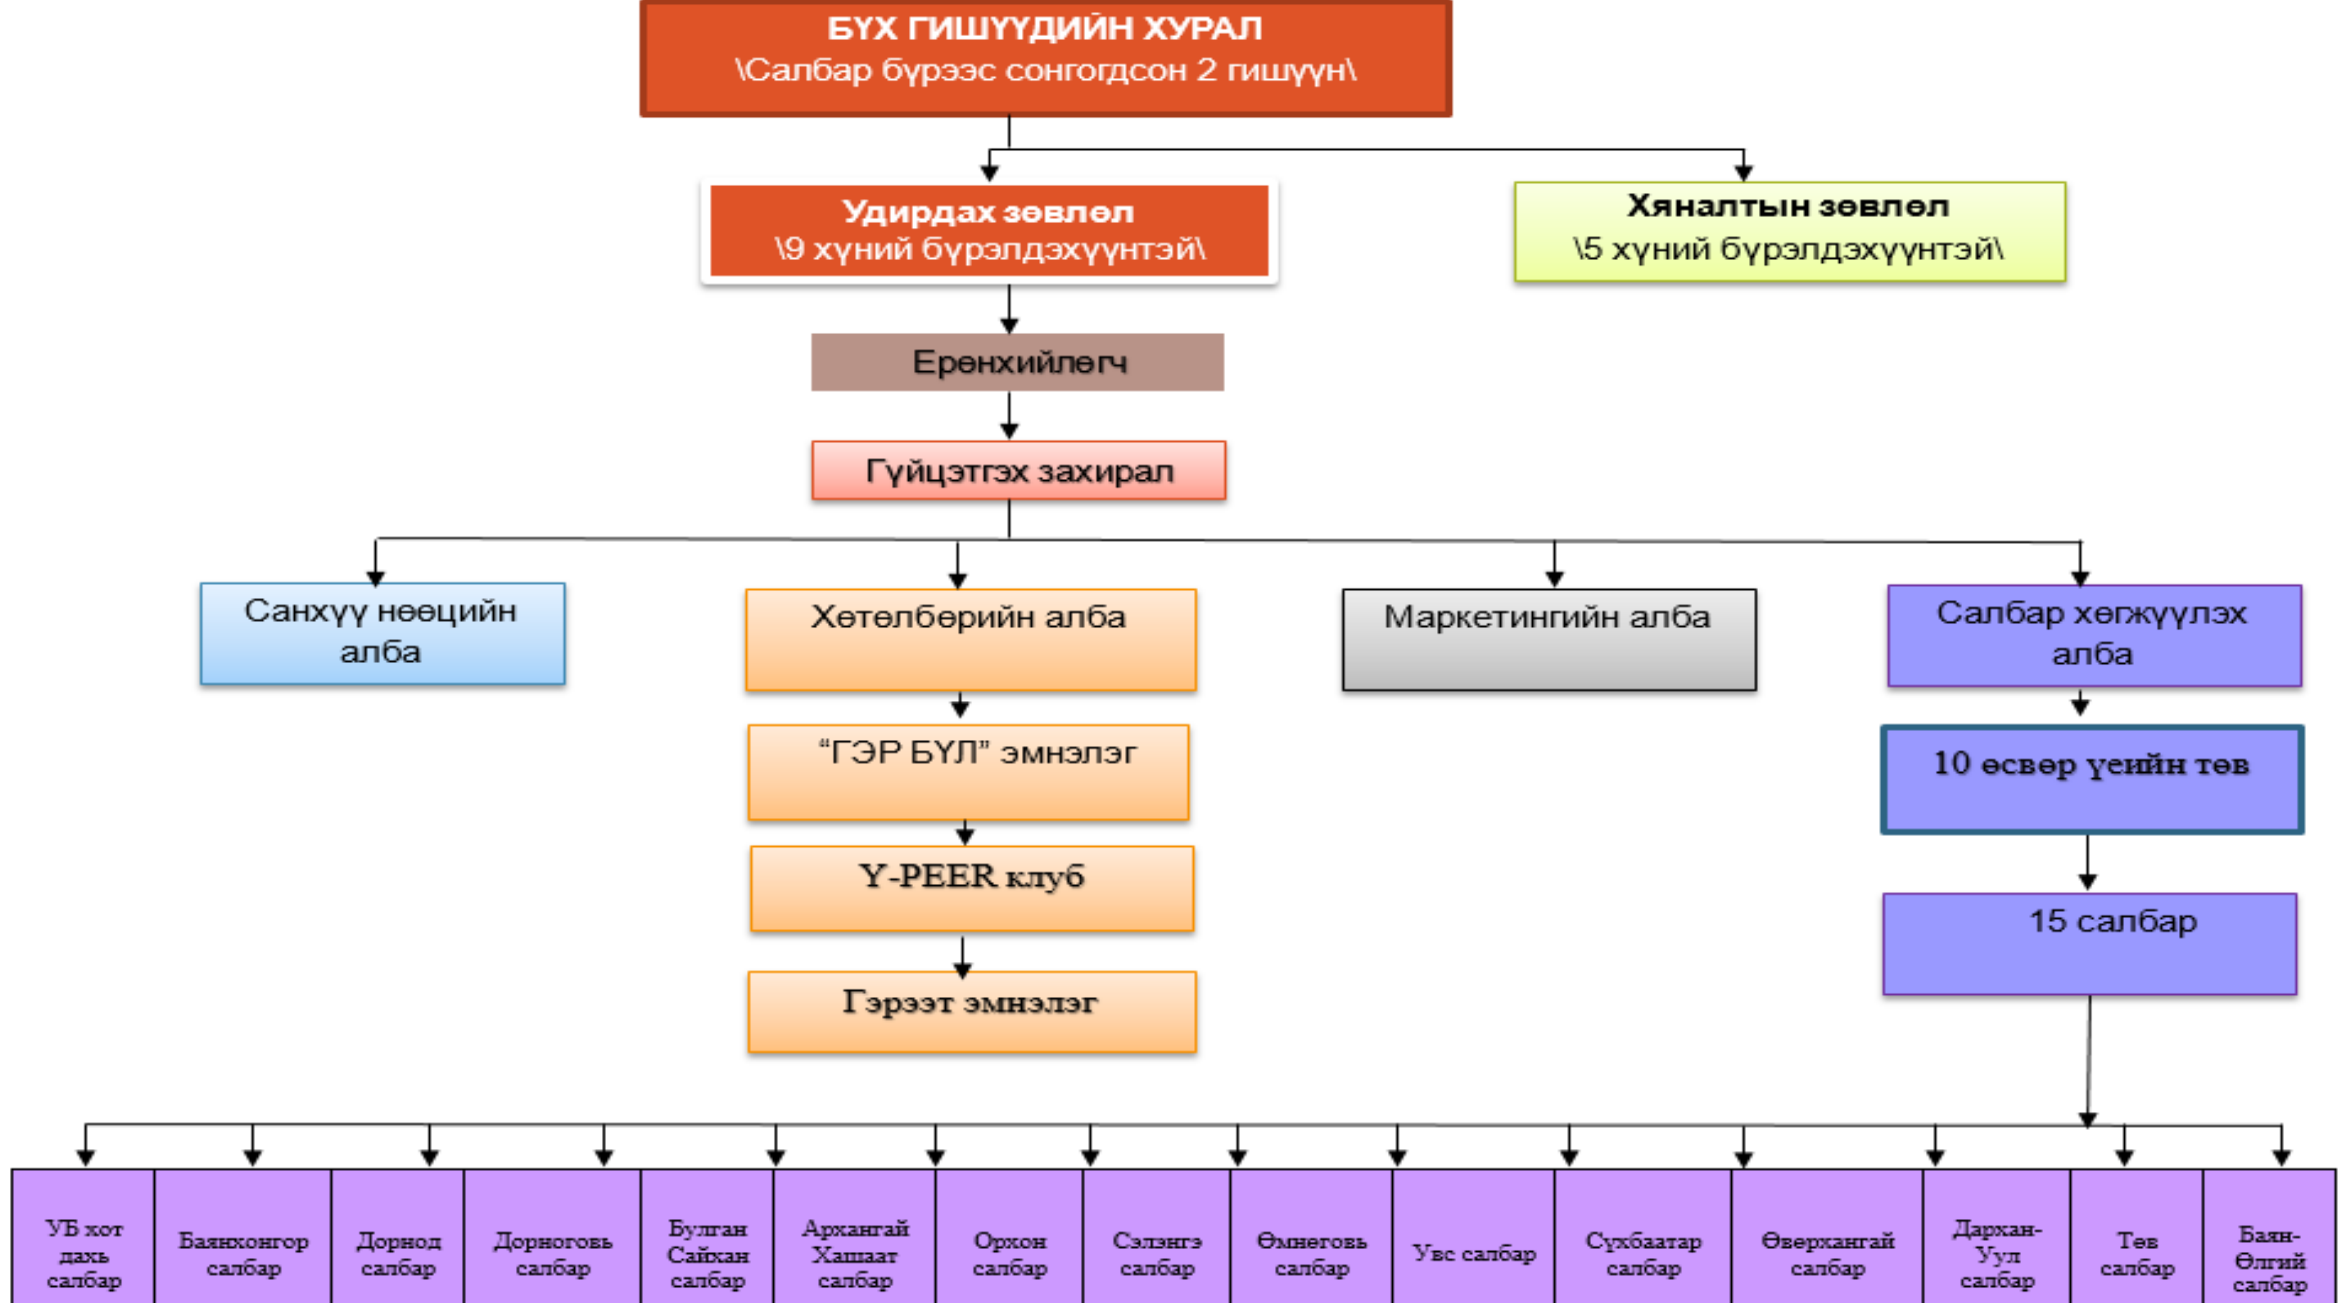 БҮХ ГИШҮҮДИЙН ХУРАЛ
\Салбар бүрээс сонгогдсон 2 гишүүн\
Удирдах зөвлөл
\9 хүний бүрэлдэхүүнтэй\
Хяналтын зөвлөл
\5 хүний бүрэлдэхүүнтэй\
Ерөнхийлөгч
Гүйцэтгэх захирал
Санхүү нөөцийн
алба
Хөтөлбөрийн алба
Маркетингийн алба
Салбар хөгжүүлэх
алба
“ГЭР БҮЛ” эмнэлэг
10 өсвөр үеийн төв
Y-PEER клуб
15 салбар
Гэрээт эмнэлэг
УБ хот
дахь
салбар
Баянхонгор
салбар
Дорнод
салбар
Дорноговь
салбар
Булган
Сайхан
салбар
Архангай
Хашаат
салбар
Орхон
салбар
Сэлэнгэ
салбар
Өмнөговь
салбар
Увс салбар
Сүхбаатар
салбар
Өверхангай
салбар
Дархан-
Уул
салбар
Төв
салбар
Баян-
Өлгий
салбар